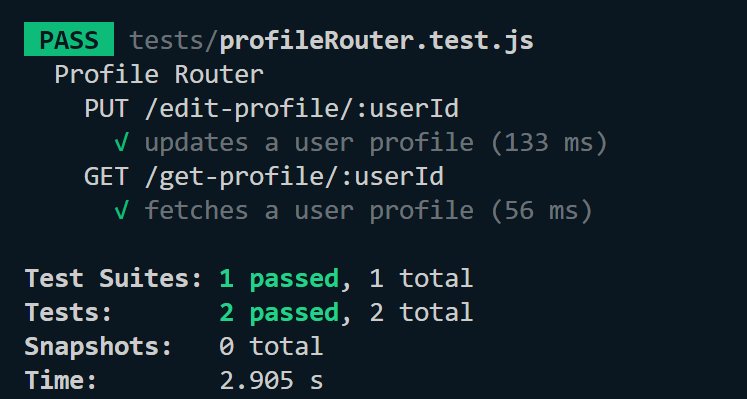 PASS tests/profileRouter.test.js
Profile Router
PUT /edit-profile/:userId
√ updates a user profile (133 ms)
GET /get-profile/:userId
√ fetches a user profile (56 ms)
Test Suites: 1 passed, 1 total
Tests: 2 passed, 2 total
Snapshots: 0 total
Time: 2.905 s